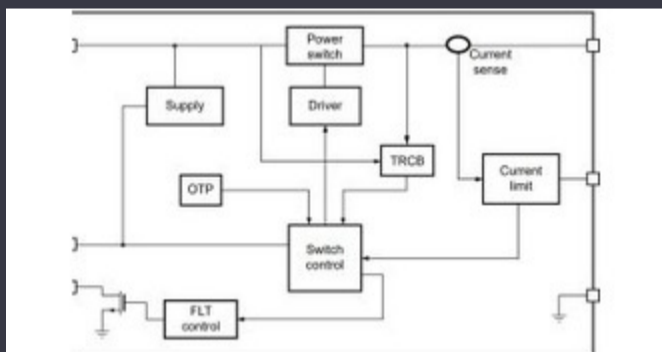 Power
switch
Current
sense
Supply
Driver
TRCB
Current
limit
OTP
Switch
control
FLT
control